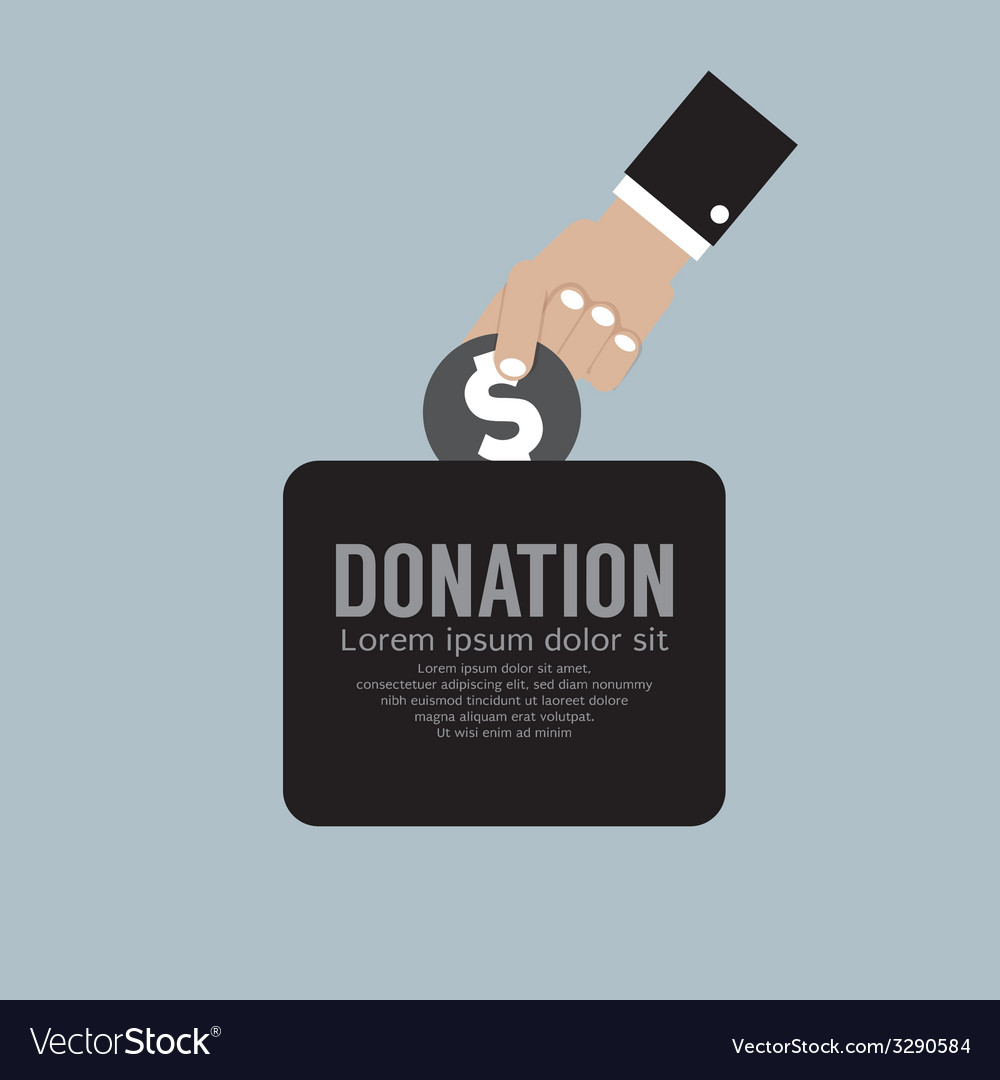 $
DONATION
Lorem ipsum dolor sit
Lorem ipsum dolor sit amet,
consectetuer adipiscing elit, sed diam nonummy
nibh euismod tincidunt ut laoreet dolore
magna aliquam erat volutpat.
Ut wisi enim ad minim
VectorStock®
VectorStock.com/3290584